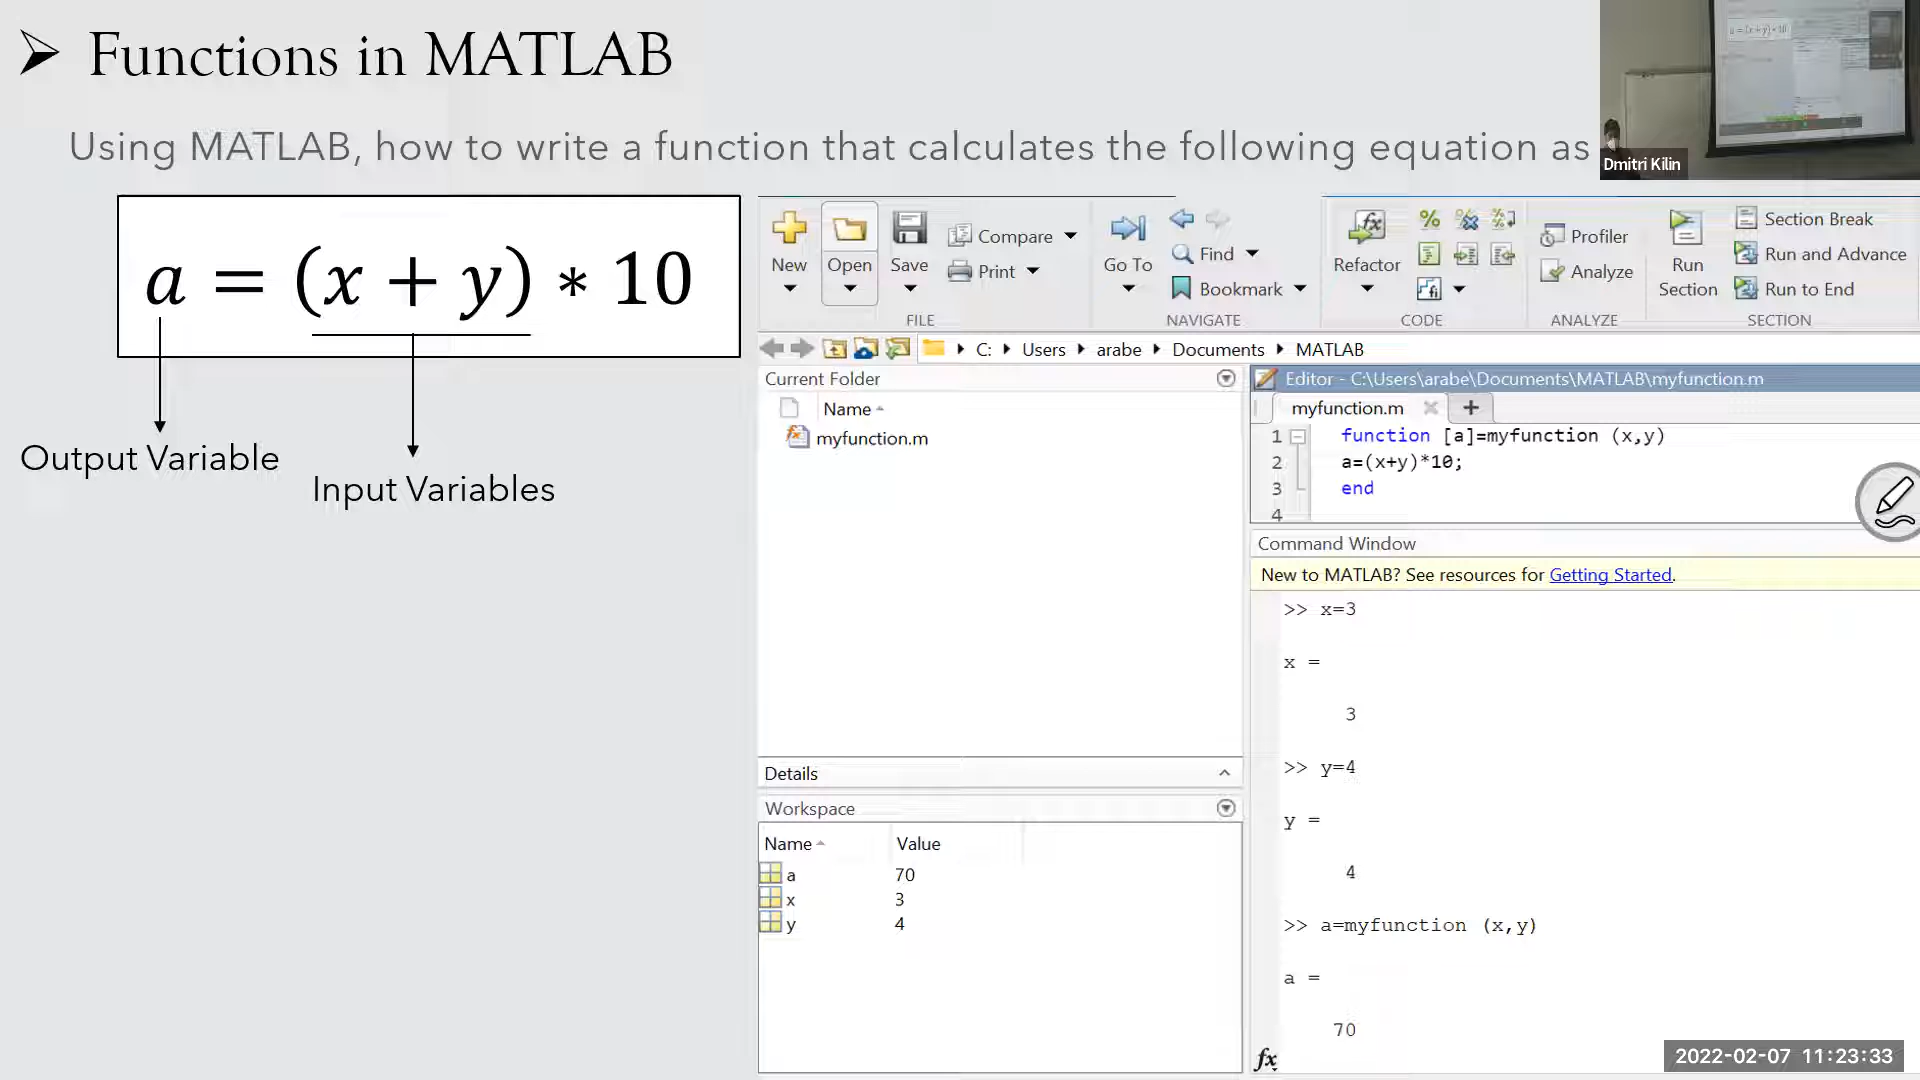 ➢ Functions in MATLAB
Using MATLAB, how to write a function that calculates the following equation as
a = (x + y) * 10
Output Variable
Input Variables
a = (x+y)*10
Dmitri Kilin
New
Open
Save
Compare
Print
FILE
Go To
Find
Bookmark
NAVIGATE
Refactor
CODE
Profiler
Analyze
ANALYZE
Run Section
Section Break
Run and Advance
Run to End
SECTION
C: Users arabe Documents MATLAB
Current Folder
Name
myfunction.m
Details
Workspace
Name Value
a 70
x 3
y 4
Editor - C:\Users\arabe\Documents\MATLAB\myfunction.m
myfunction.m
1 function [a]=myfunction (x,y)
2 a=(x+y)*10;
3 end
4
Command Window
New to MATLAB? See resources for Getting Started.
>> x=3
x =
3
>> y=4
y =
4
>> a=myfunction (x,y)
a =
70
fx
2022-02-07 11:23:33